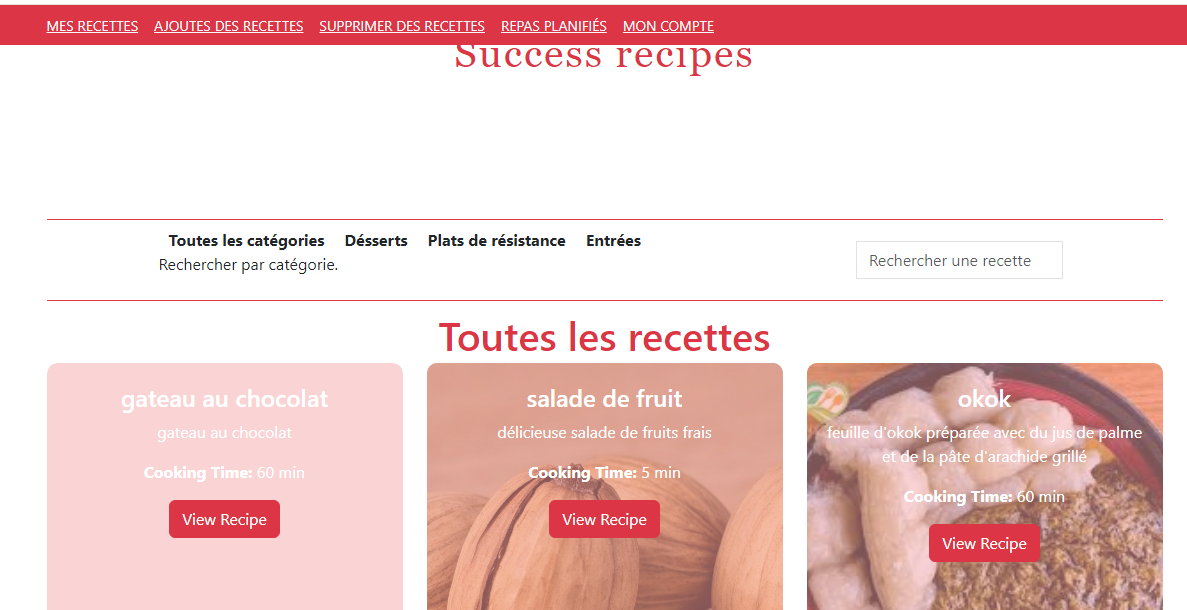 MES RECETTES AJOUTES DES RECETTES SUPPRIMER DES RECETTES REPAS PLANIFIÉS MON COMPTE
Success recipes
Toutes les catégories Désserts Plats de résistance Entrées
Rechercher par catégorie.
Rechercher une recette
Toutes les recettes
gateau au chocolat
gateau au chocolat
Cooking Time: 60 min
View Recipe
salade de fruit
délicieuse salade de fruits frais
Cooking Time: 5 min
View Recipe
okok
feuille d'okok préparée avec du jus de palme
et de la pâte d'arachide grillé
Cooking Time: 60 min
View Recipe